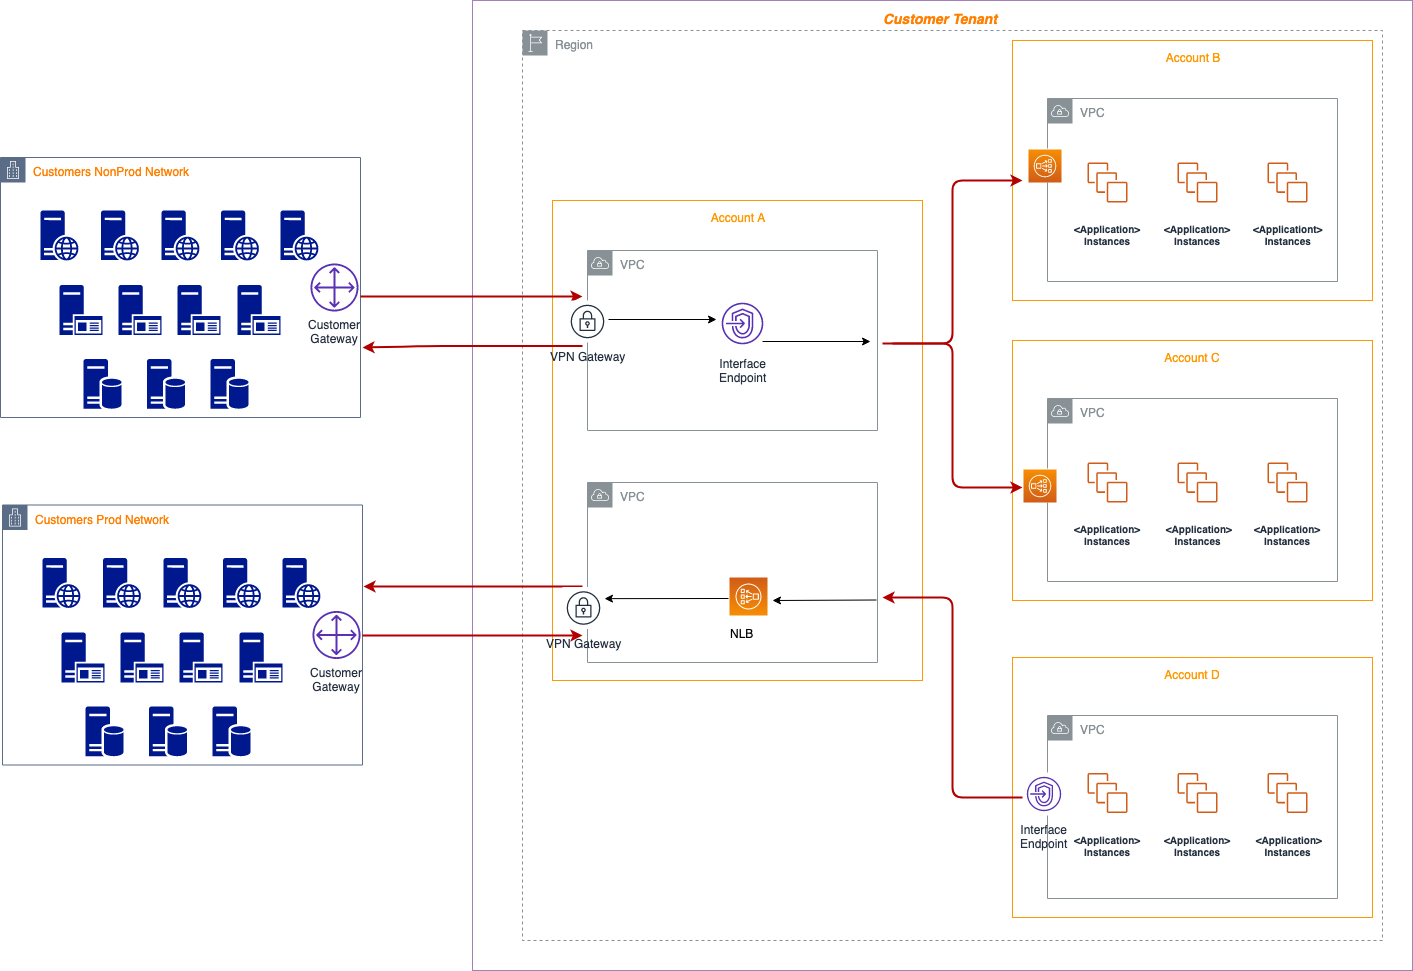 Customer Tenant
Region
Account B
VPC
<Application>
Instances
<Application>
Instances
<Applicationt>
Instances
Customers NonProd Network
Customer
Gateway
Account A
VPC
VPN Gateway
Interface
Endpoint
Account C
VPC
<Application>
Instances
<Application>
Instances
<Application>
Instances
Customers Prod Network
Customer
Gateway
VPC
VPN Gateway
NLB
Account D
VPC
Interface
Endpoint
<Application>
Instances
<Application>
Instances
<Application>
Instances